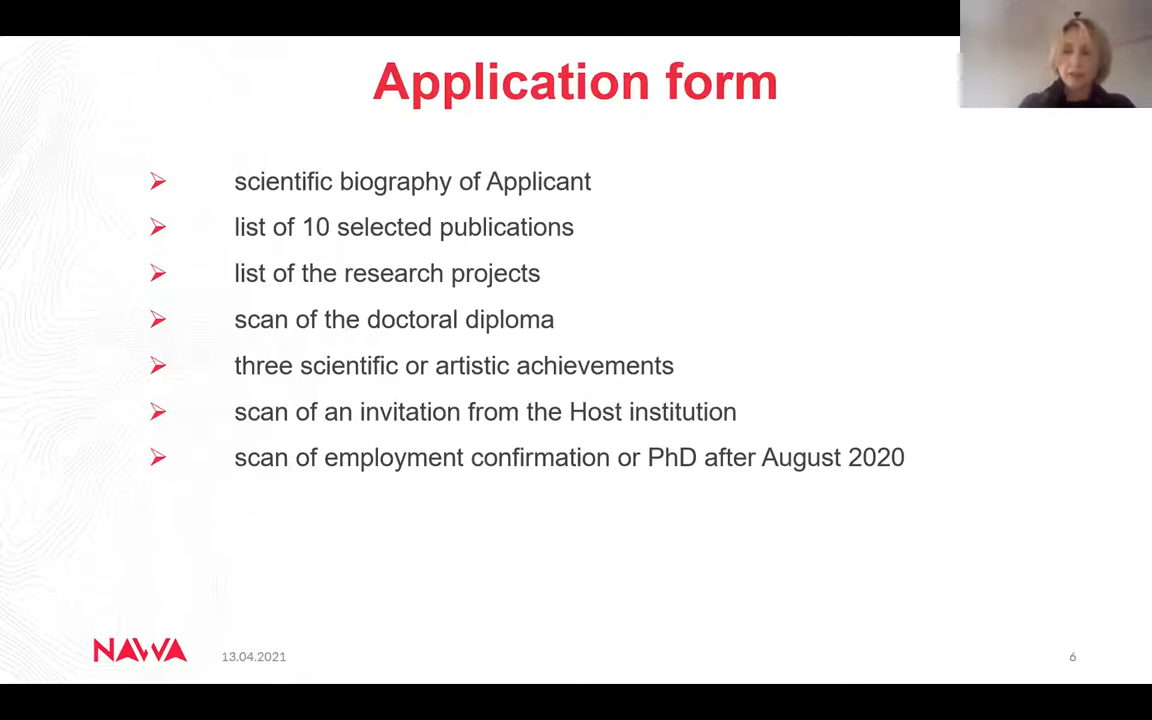 Application form
scientific biography of Applicant
list of 10 selected publications
list of the research projects
scan of the doctoral diploma
three scientific or artistic achievements
scan of an invitation from the Host institution
scan of employment confirmation or PhD after August 2020
NAWA
13.04.2021
6